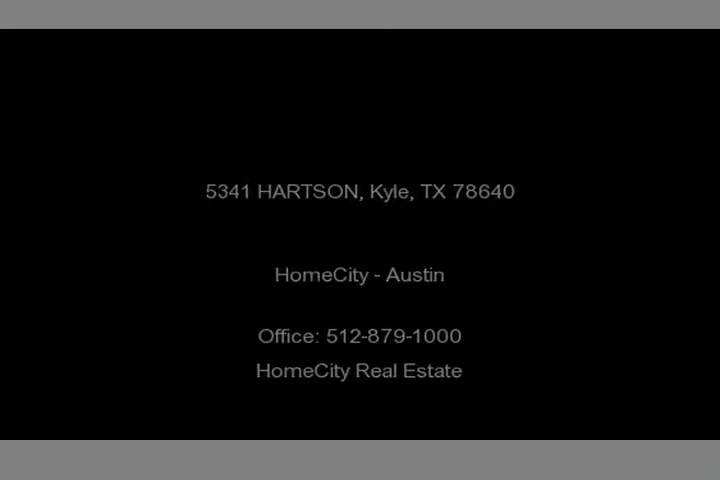 5341 HARTSON, Kyle, TX 78640
HomeCity - Austin
Office: 512-879-1000
HomeCity Real Estate